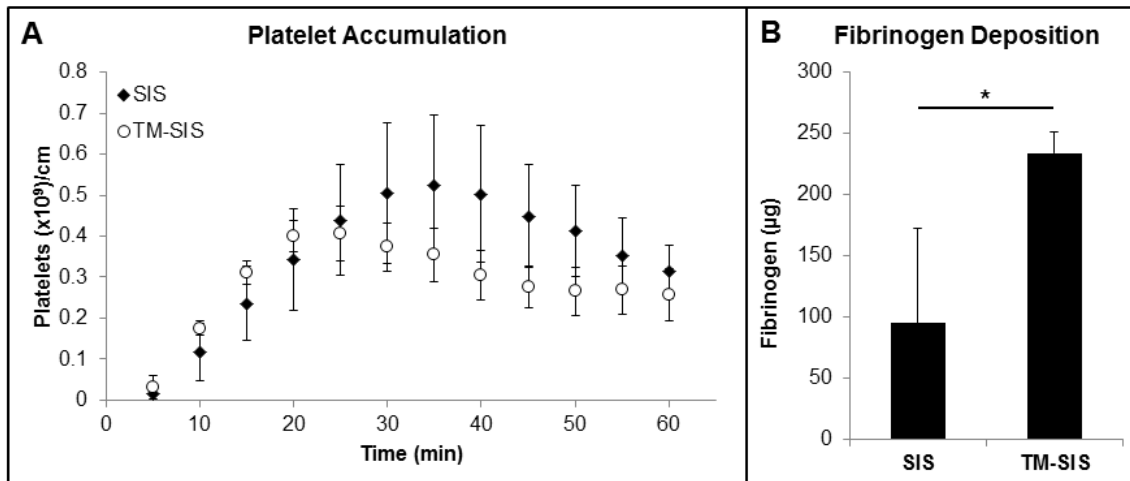 A
Platelet Accumulation
Platelets (x10⁹)/cm
0.8
0.7
0.6
0.5
0.4
0.3
0.2
0.1
0
SIS
TM-SIS
0 10 20 30 40 50 60
Time (min)
B
Fibrinogen Deposition
Fibrinogen (µg)
300
250
200
150
100
50
0
*
SIS TM-SIS